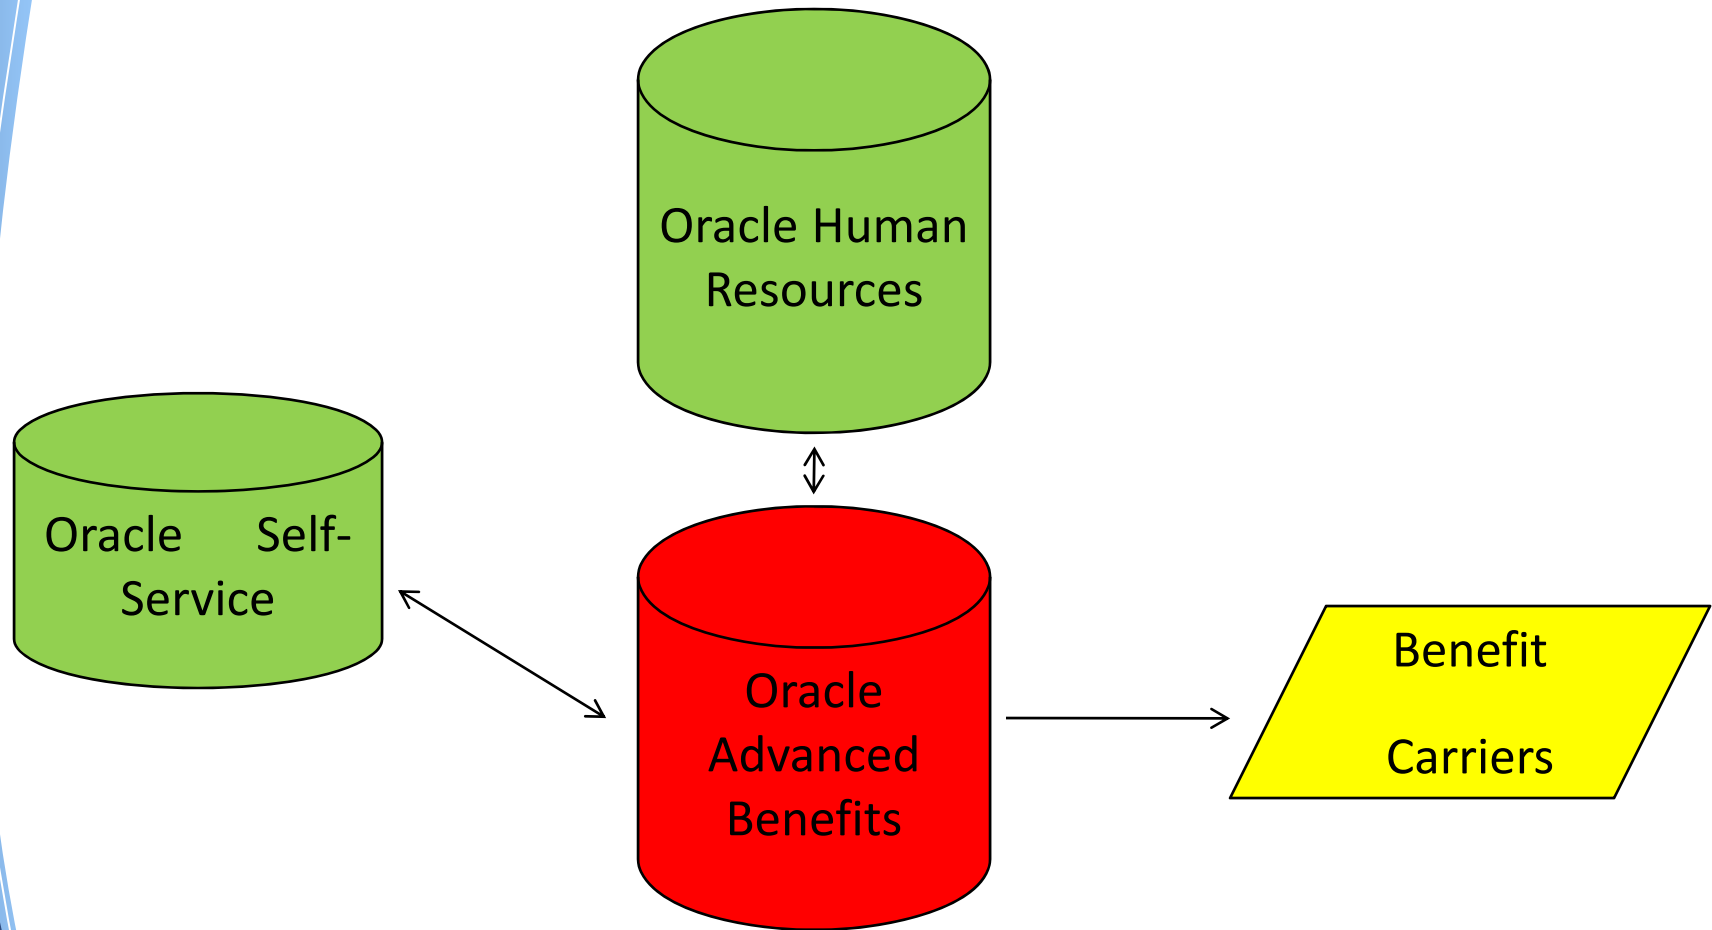 Oracle Human
Resources
Oracle Self-
Service
Oracle
Advanced
Benefits
Benefit
Carriers